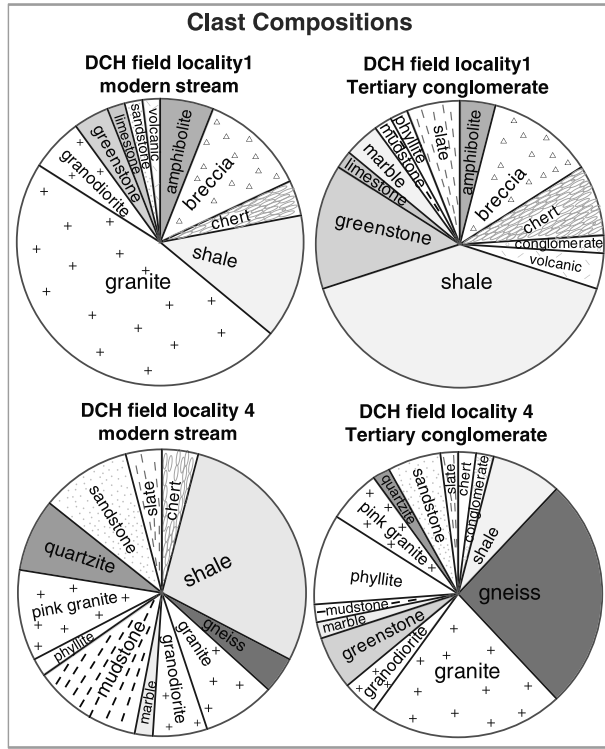 Clast Compositions
DCH field locality1
modern stream
amphibolite
breccia
chert
shale
granite
granodiorite
greenstone
limestone
sandstone
volcanic
DCH field locality1
Tertiary conglomerate
amphibolite
breccia
chert
conglomerate
volcanic
shale
greenstone
limestone
marble
mudstone
phyllite
slate
DCH field locality 4
modern stream
chert
shale
gneiss
granite
granodiorite
marble
mudstone
phyllite
pink granite
quartzite
sandstone
slate
DCH field locality 4
Tertiary conglomerate
chert
conglomerate
shale
gneiss
granite
granodiorite
greenstone
marble
mudstone
phyllite
pink granite
quartzite
sandstone
slate